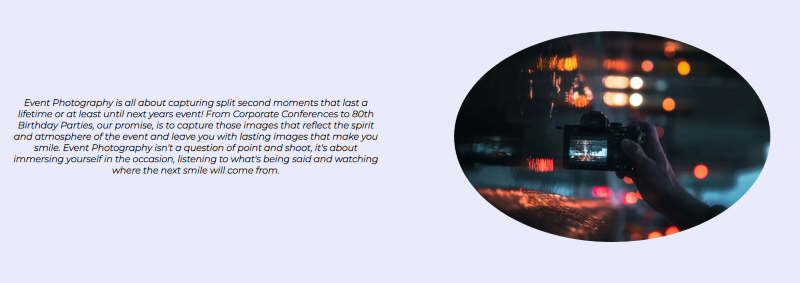 Event Photography is all about capturing split second moments that last a
lifetime or at least until next years event! From Corporate Conferences to 80th
Birthday Parties, our promise, is to capture those images that reflect the spirit
and atmosphere of the event and leave you with lasting images that make you
smile. Event Photography isn't a question of point and shoot, it's about
immersing yourself in the occasion, listening to what's being said and watching
where the next smile will come from.